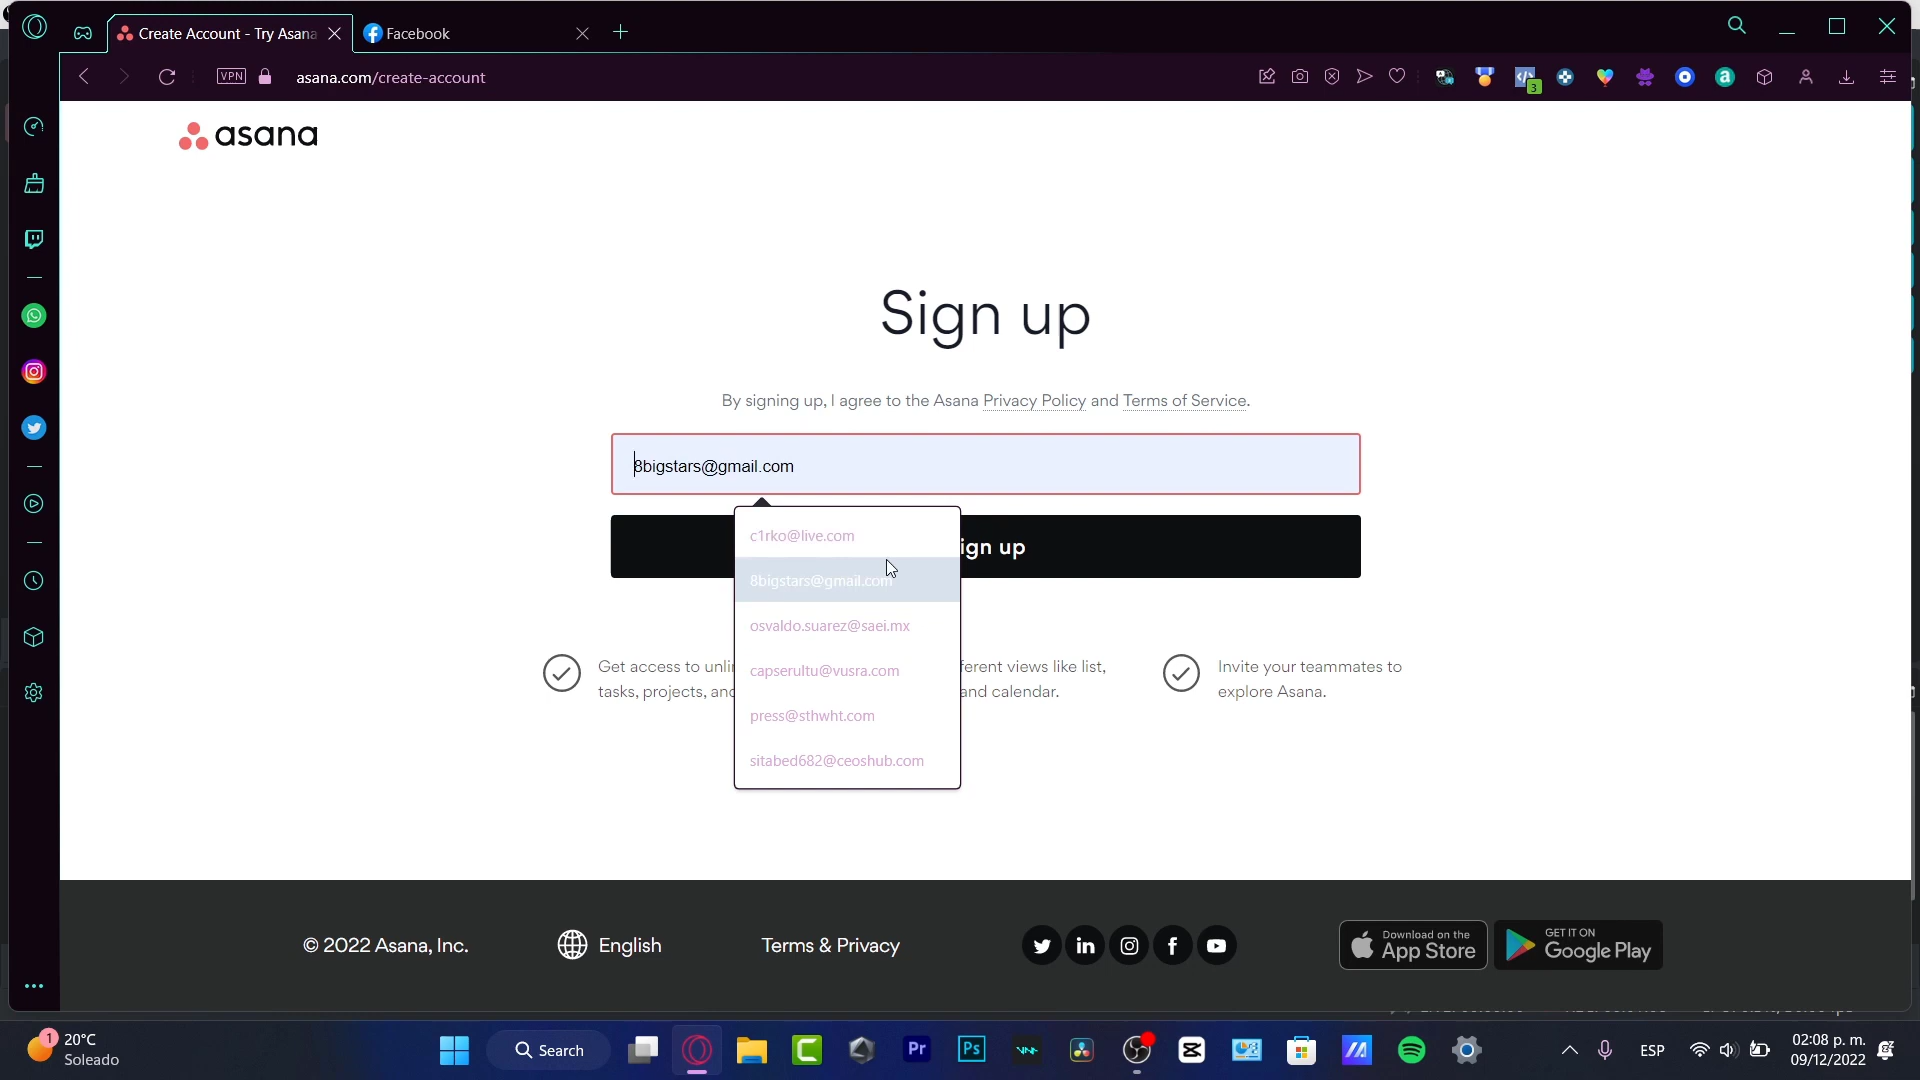 Create Account - Try Asana
Facebook
VPN
asana.com/create-account
3
asana
Sign up
By signing up, I agree to the Asana Privacy Policy and Terms of Service.
8bigstars@gmail.com
ign up
c1rko@live.com
8bigstars@gmail.com
osvaldo.suarez@saei.mx
capserultu@vusra.com
press@sthwht.com
sitabed682@ceoshub.com
Get access to unli
tasks, projects, and
ferent views like list,
and calendar.
Invite your teammates to
explore Asana.
© 2022 Asana, Inc.
English
Terms & Privacy
Download on the
App Store
GET IT ON
Google Play
1
20°C
Soleado
Search
Pr
Ps
ESP
02:08 p. m.
09/12/2022